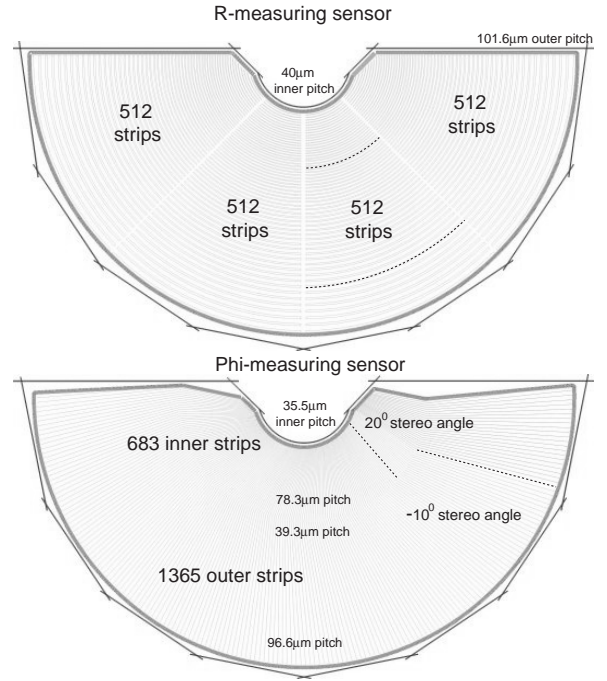 R-measuring sensor
101.6μm outer pitch
40μm
inner pitch
512
strips
512
strips
512
strips
512
strips
Phi-measuring sensor
35.5μm
inner pitch
20⁰ stereo angle
683 inner strips
78.3μm pitch
-10⁰ stereo angle
39.3μm pitch
1365 outer strips
96.6μm pitch